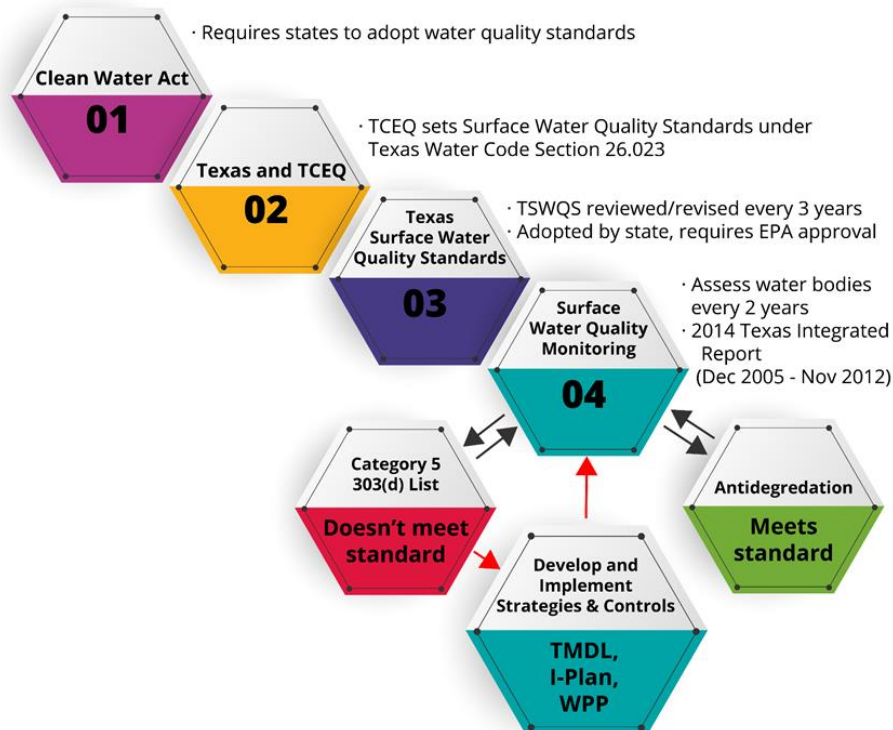 · Requires states to adopt water quality standards
Clean Water Act
01
· TCEQ sets Surface Water Quality Standards under
Texas Water Code Section 26.023
Texas and TCEQ
02
· TSWQS reviewed/revised every 3 years
· Adopted by state, requires EPA approval
Texas
Surface Water
Quality Standards
03
· Assess water bodies
every 2 years
· 2014 Texas Integrated
Report
(Dec 2005 - Nov 2012)
Surface
Water Quality
Monitoring
04
Category 5
303(d) List
Doesn’t meet
standard
Antidegredation
Meets
standard
Develop and
Implement
Strategies & Controls
TMDL,
I-Plan,
WPP